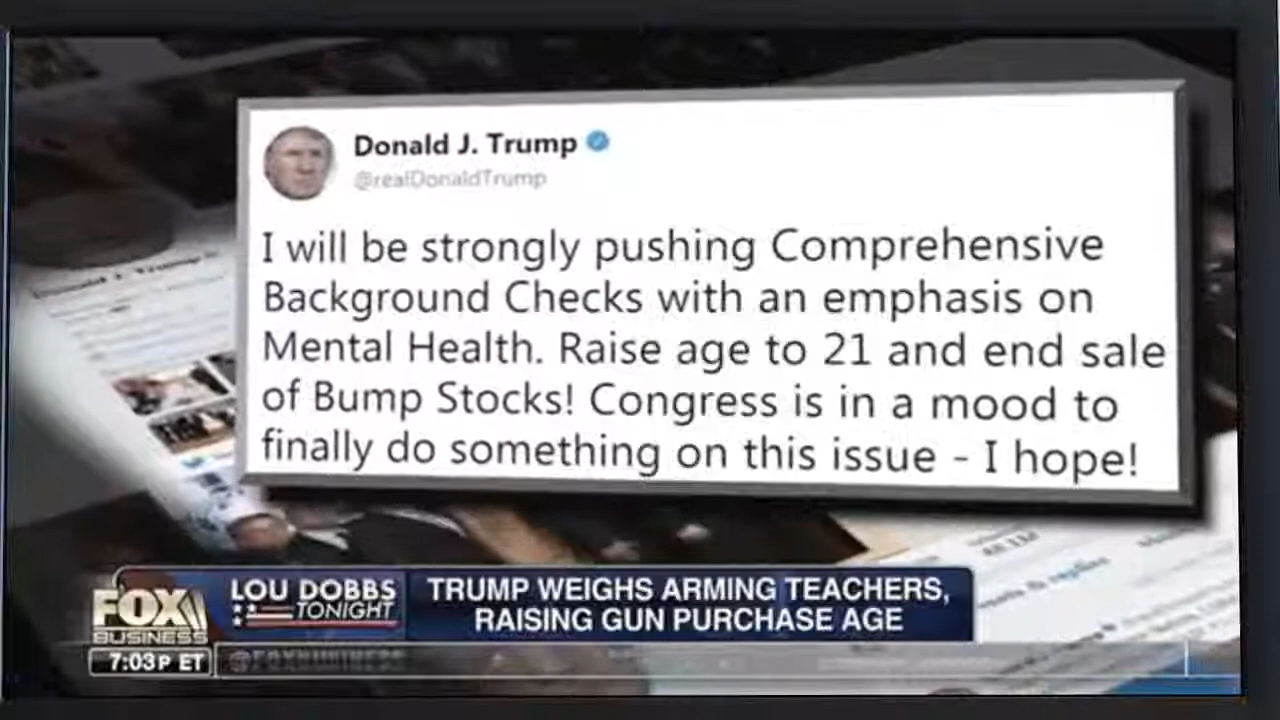 Donald J. Trump
@realDonaldTrump
I will be strongly pushing Comprehensive
Background Checks with an emphasis on
Mental Health. Raise age to 21 and end sale
of Bump Stocks! Congress is in a mood to
finally do something on this issue - I hope!
FOX
BUSINESS
7:03P ET
LOU DOBBS
TONIGHT
TRUMP WEIGHS ARMING TEACHERS,
RAISING GUN PURCHASE AGE
@FOXBUSINESS